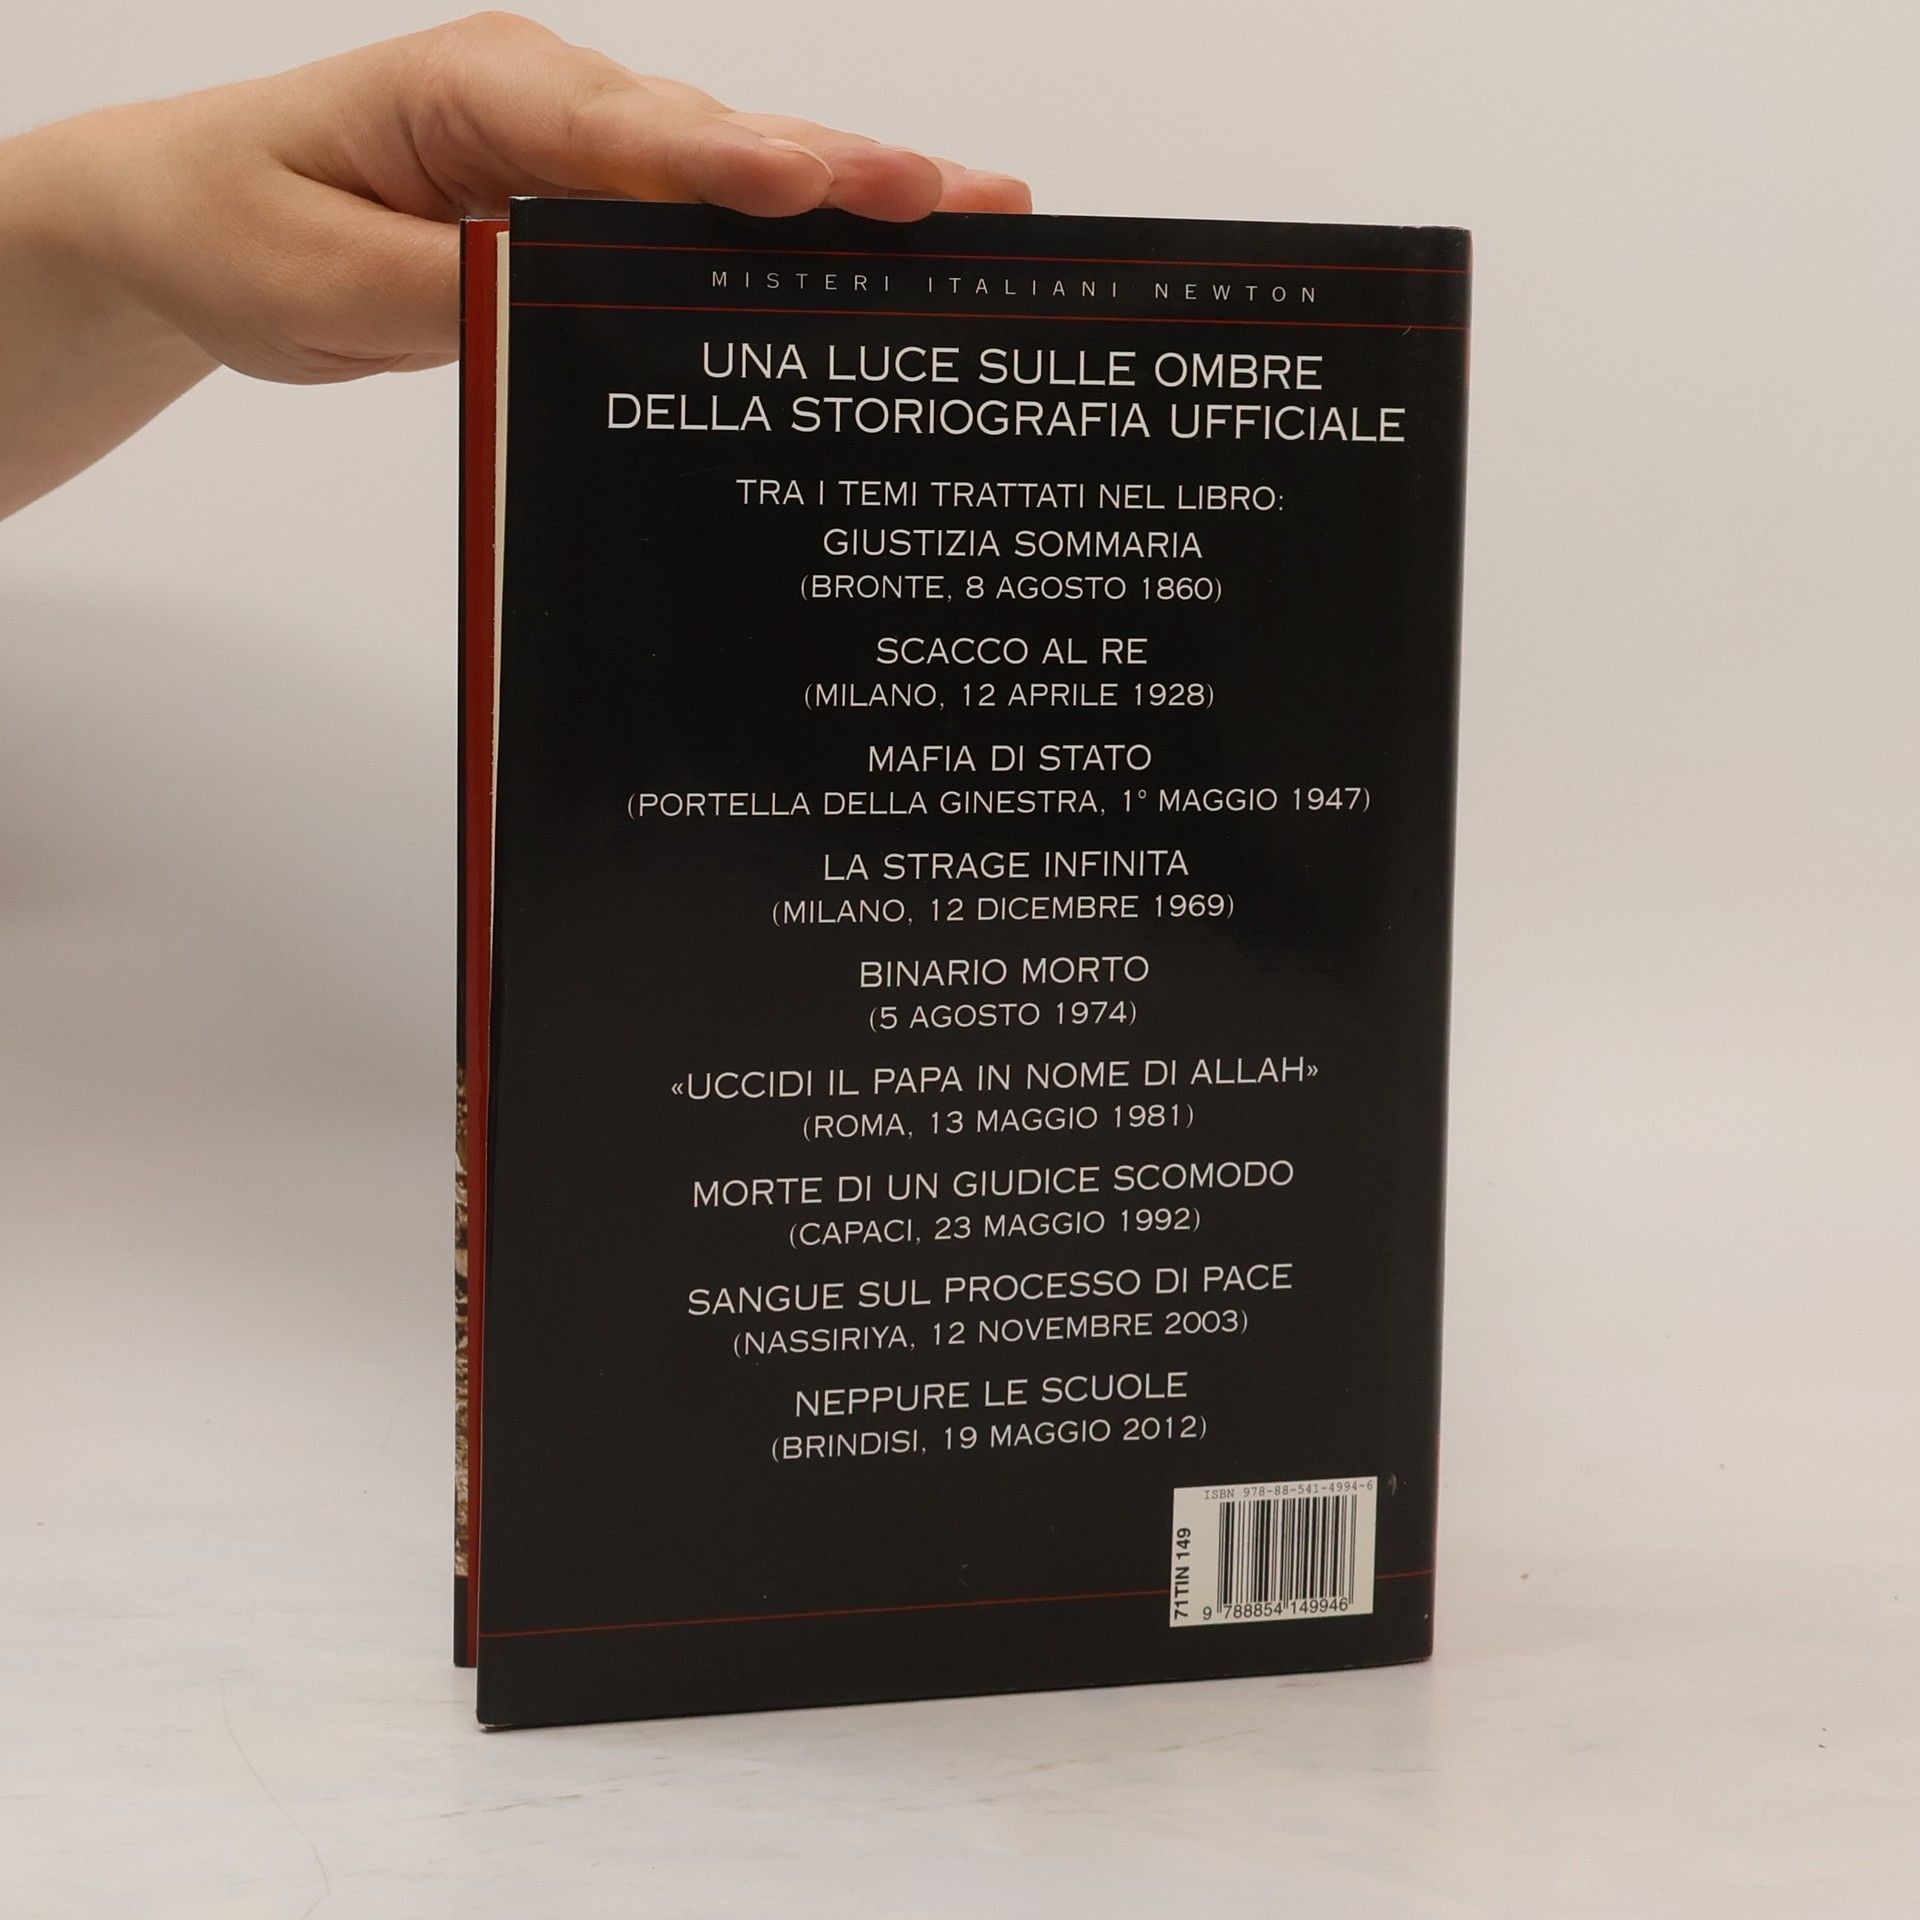 MISTERI ITALIANI NEWTON
UNA LUCE SULLE OMBRE
DELLA STORIOGRAFIA UFFICIALE
TRA I TEMI TRATTATI NEL LIBRO:
GIUSTIZIA SOMMARIA
(BRONTE, 8 AGOSTO 1860)
SCACCO AL RE
(MILANO, 12 APRILE 1928)
MAFIA DI STATO
(PORTELLA DELLA GINESTRA, 1° MAGGIO 1947)
LA STRAGE INFINITA
(MILANO, 12 DICEMBRE 1969)
BINARIO MORTO
(5 AGOSTO 1974)
«UCCIDI IL PAPA IN NOME DI ALLAH»
(ROMA, 13 MAGGIO 1981)
MORTE DI UN GIUDICE SCOMODO
(CAPACI, 23 MAGGIO 1992)
SANGUE SUL PROCESSO DI PACE
(NASSIRIYA, 12 NOVEMBRE 2003)
NEPPURE LE SCUOLE
(BRINDISI, 19 MAGGIO 2012)
ISBN 978-88-541-4994-6
71TIN 149
9 788854 149946